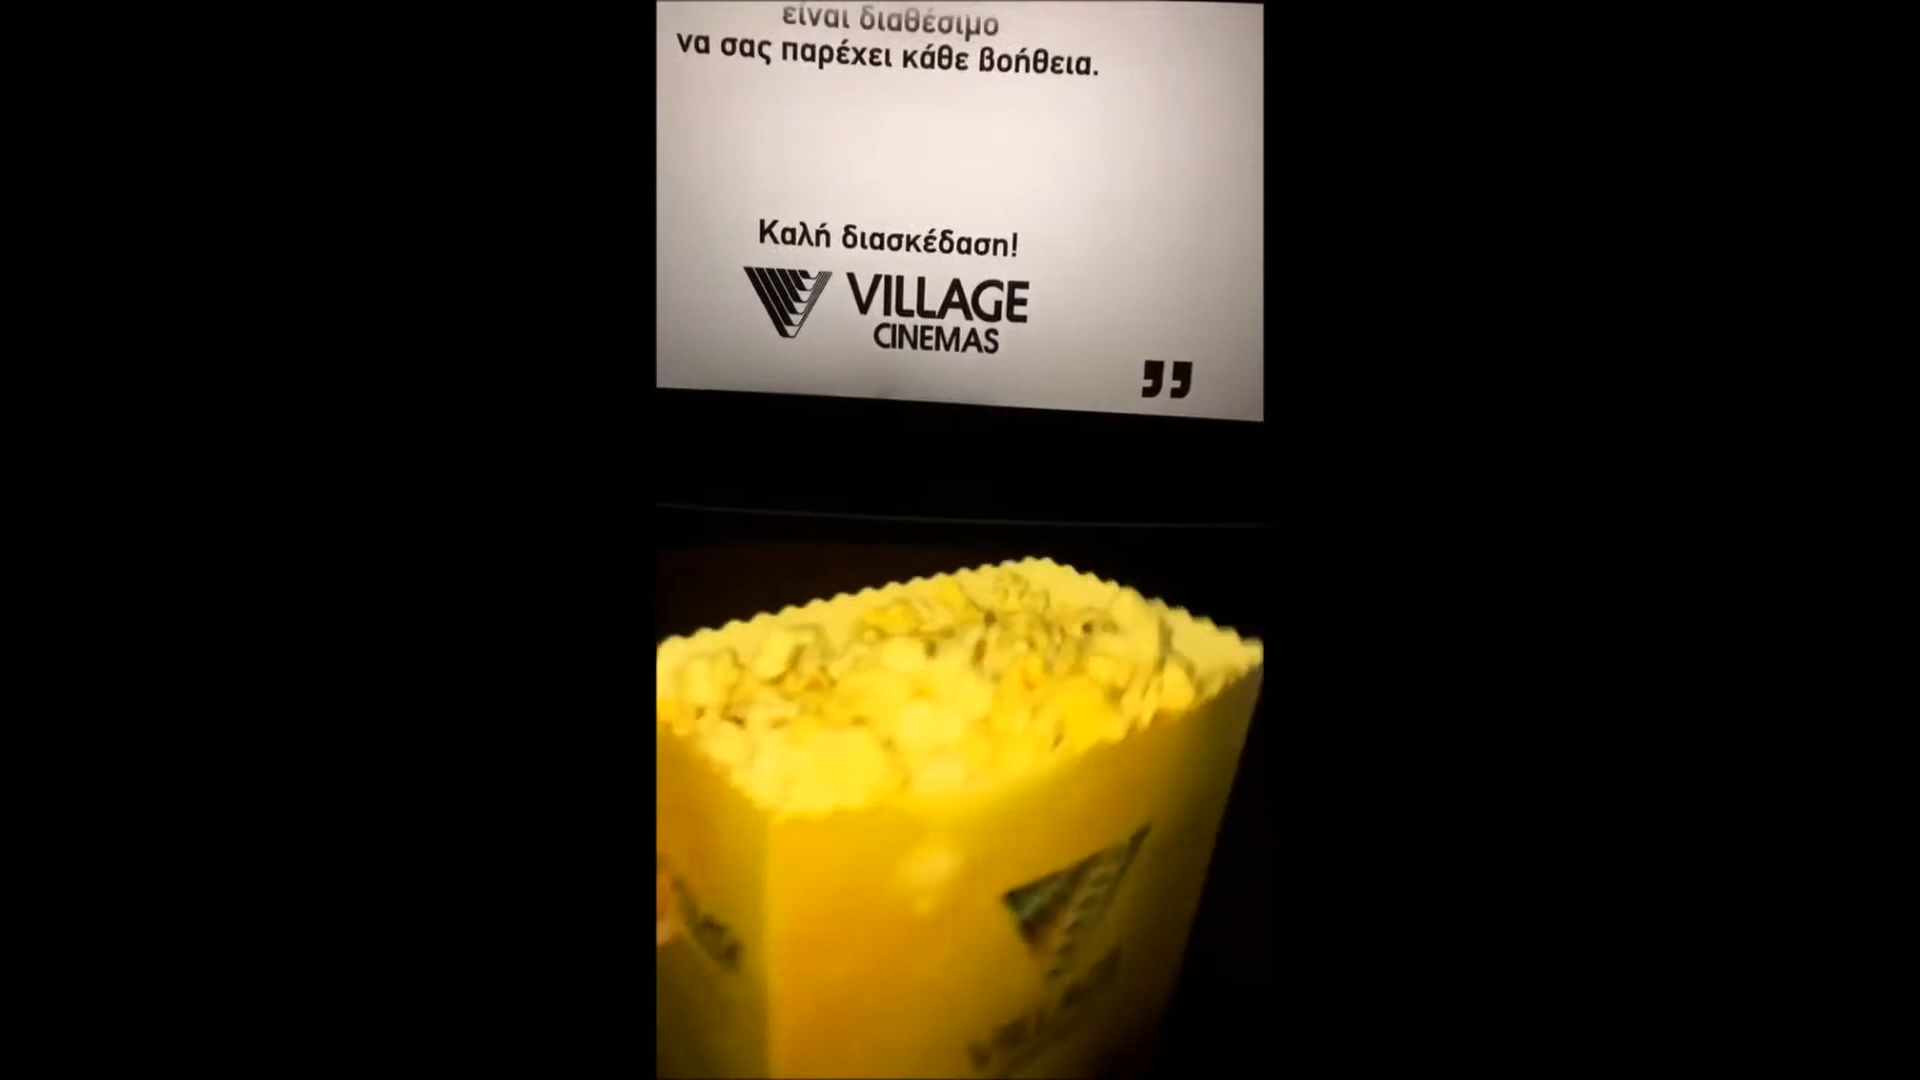 είναι διαθέσιμο
να σας παρέχει κάθε βοήθεια.
Καλή διασκέδαση!
VILLAGE
CINEMAS
”